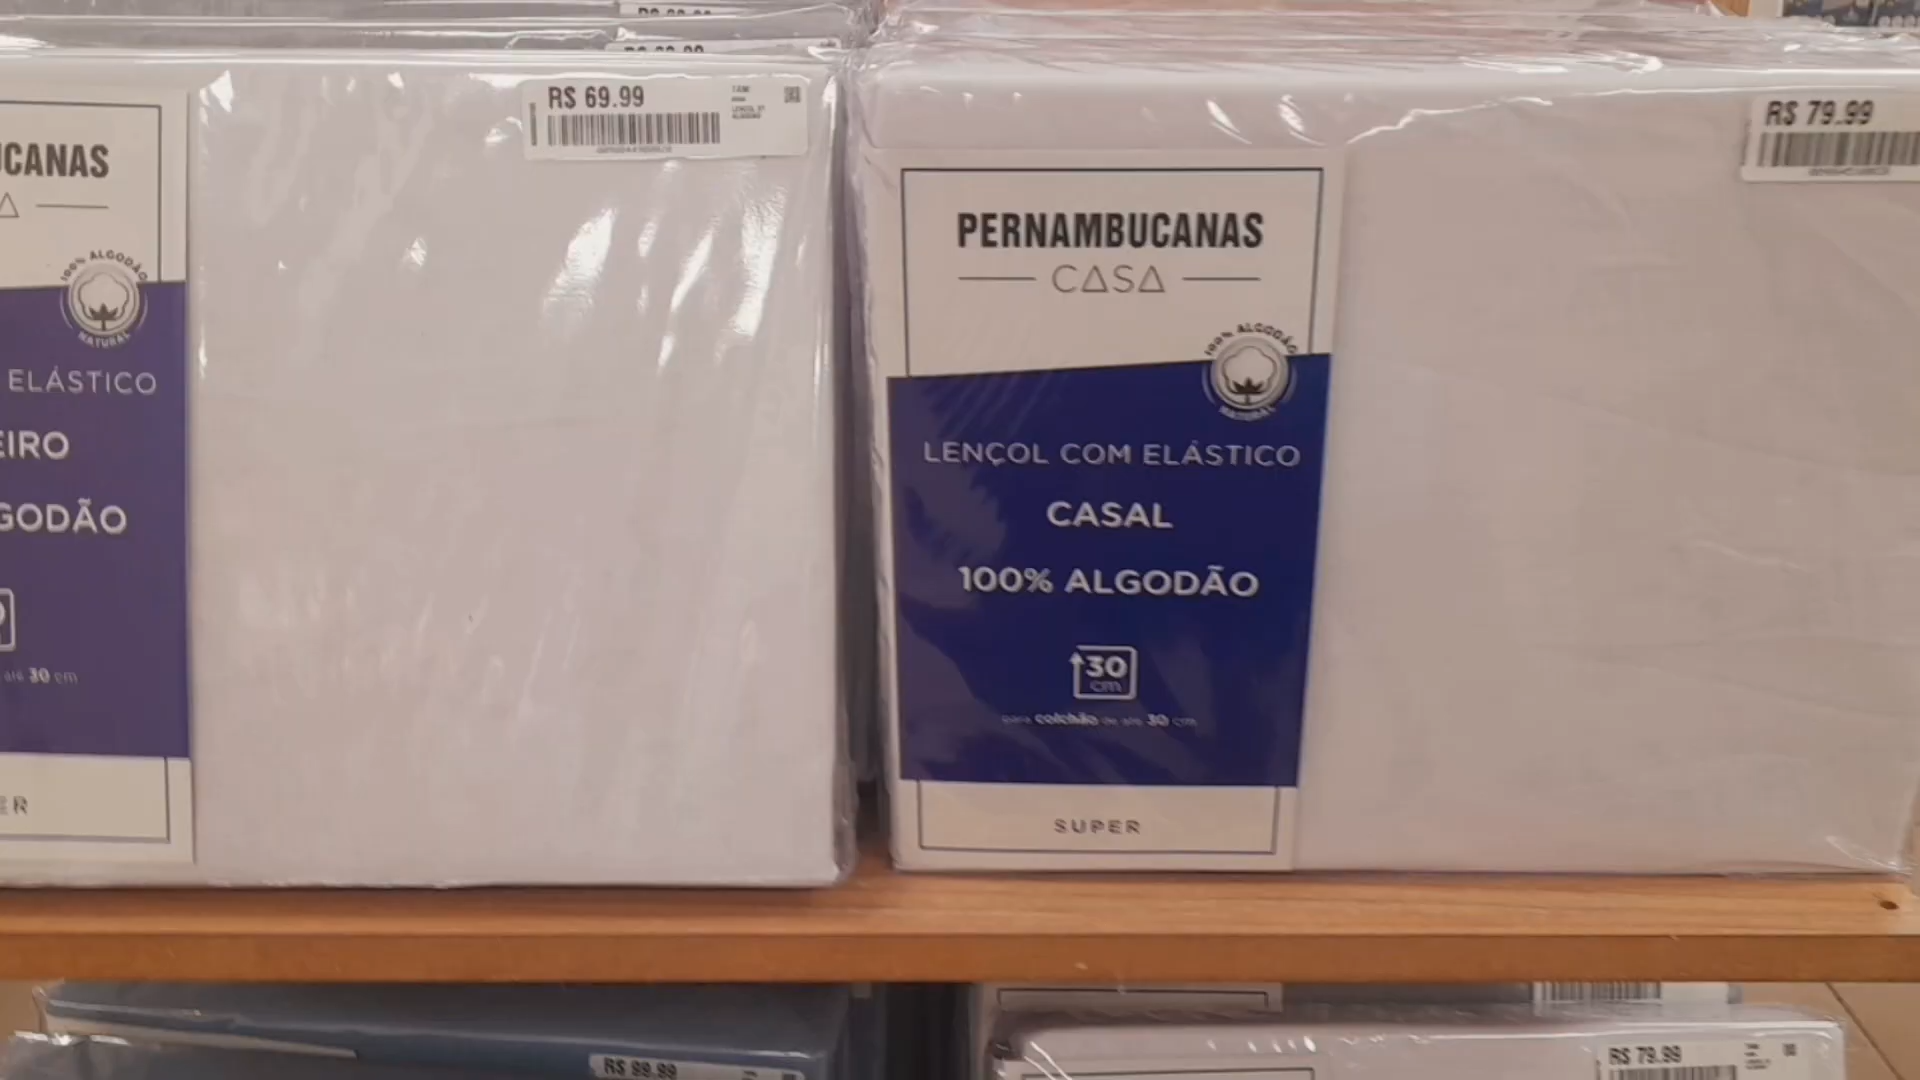 R$ 69.99
UCANAS
100% ALGODÃO
NATURAL
ELÁSTICO
EIRO
GODÃO
até 30 cm
ER
R$ 79.99
PERNAMBUCANAS
CASA
100% ALGODÃO
NATURAL
LENÇOL COM ELÁSTICO
CASAL
100% ALGODÃO
30
cm
para colchão de até 30 cm
SUPER
R$ 79.99